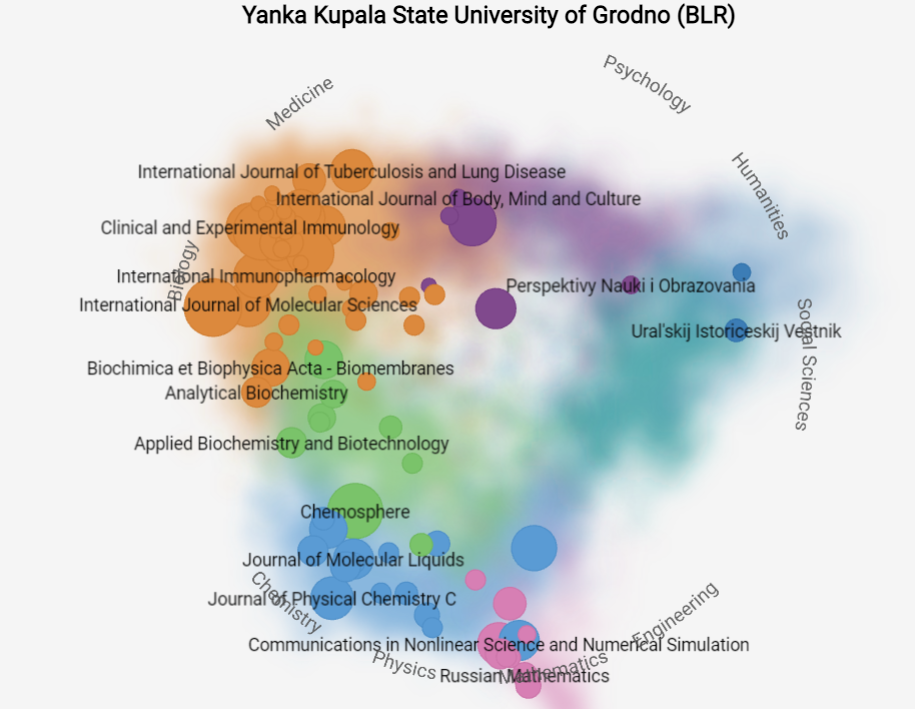 Yanka Kupala State University of Grodno (BLR)
Psychology
Medicine
Humanities
International Journal of Tuberculosis and Lung Disease
International Journal of Body, Mind and Culture
Clinical and Experimental Immunology
Biology
International Immunopharmacology
Perspektivy Nauki i Obrazovania
International Journal of Molecular Sciences
Social Sciences
Ural'skij Istoriceskij Vestnik
Biochimica et Biophysica Acta - Biomembranes
Analytical Biochemistry
Applied Biochemistry and Biotechnology
Chemosphere
Journal of Molecular Liquids
Chemistry
Journal of Physical Chemistry C
Engineering
Communications in Nonlinear Science and Numerical Simulation
Physics
Mathematics
Russian Mathematics